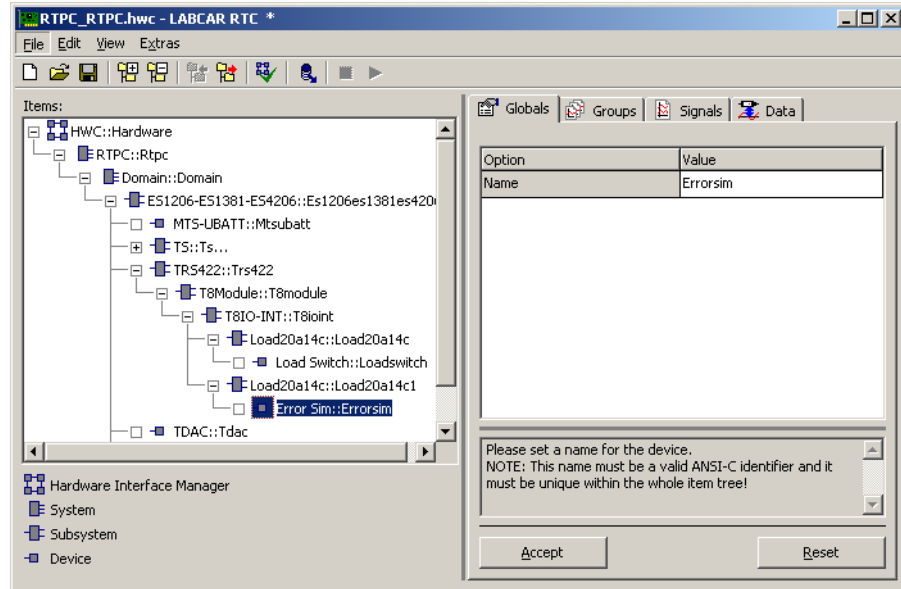 RTPC_RTPC.hwc - LABCAR RTC *
File Edit View Extras
Items:
HWC::Hardware
RTPC::Rtpc
Domain::Domain
ES1206-ES1381-ES4206::Es1206es1381es420
MTS-UBATT::Mtsubatt
TS::Ts...
TRS422::Trs422
T8Module::T8module
T8IO-INT::T8ioint
Load20a14c::Load20a14c
Load Switch::Loadswitch
Load20a14c::Load20a14c1
Error Sim::Errorsim
TDAC::Tdac
Hardware Interface Manager
System
Subsystem
Device
Globals Groups Signals Data
Option Value
Name Errorsim
Please set a name for the device.
NOTE: This name must be a valid ANSI-C identifier and it
must be unique within the whole item tree!
Accept Reset